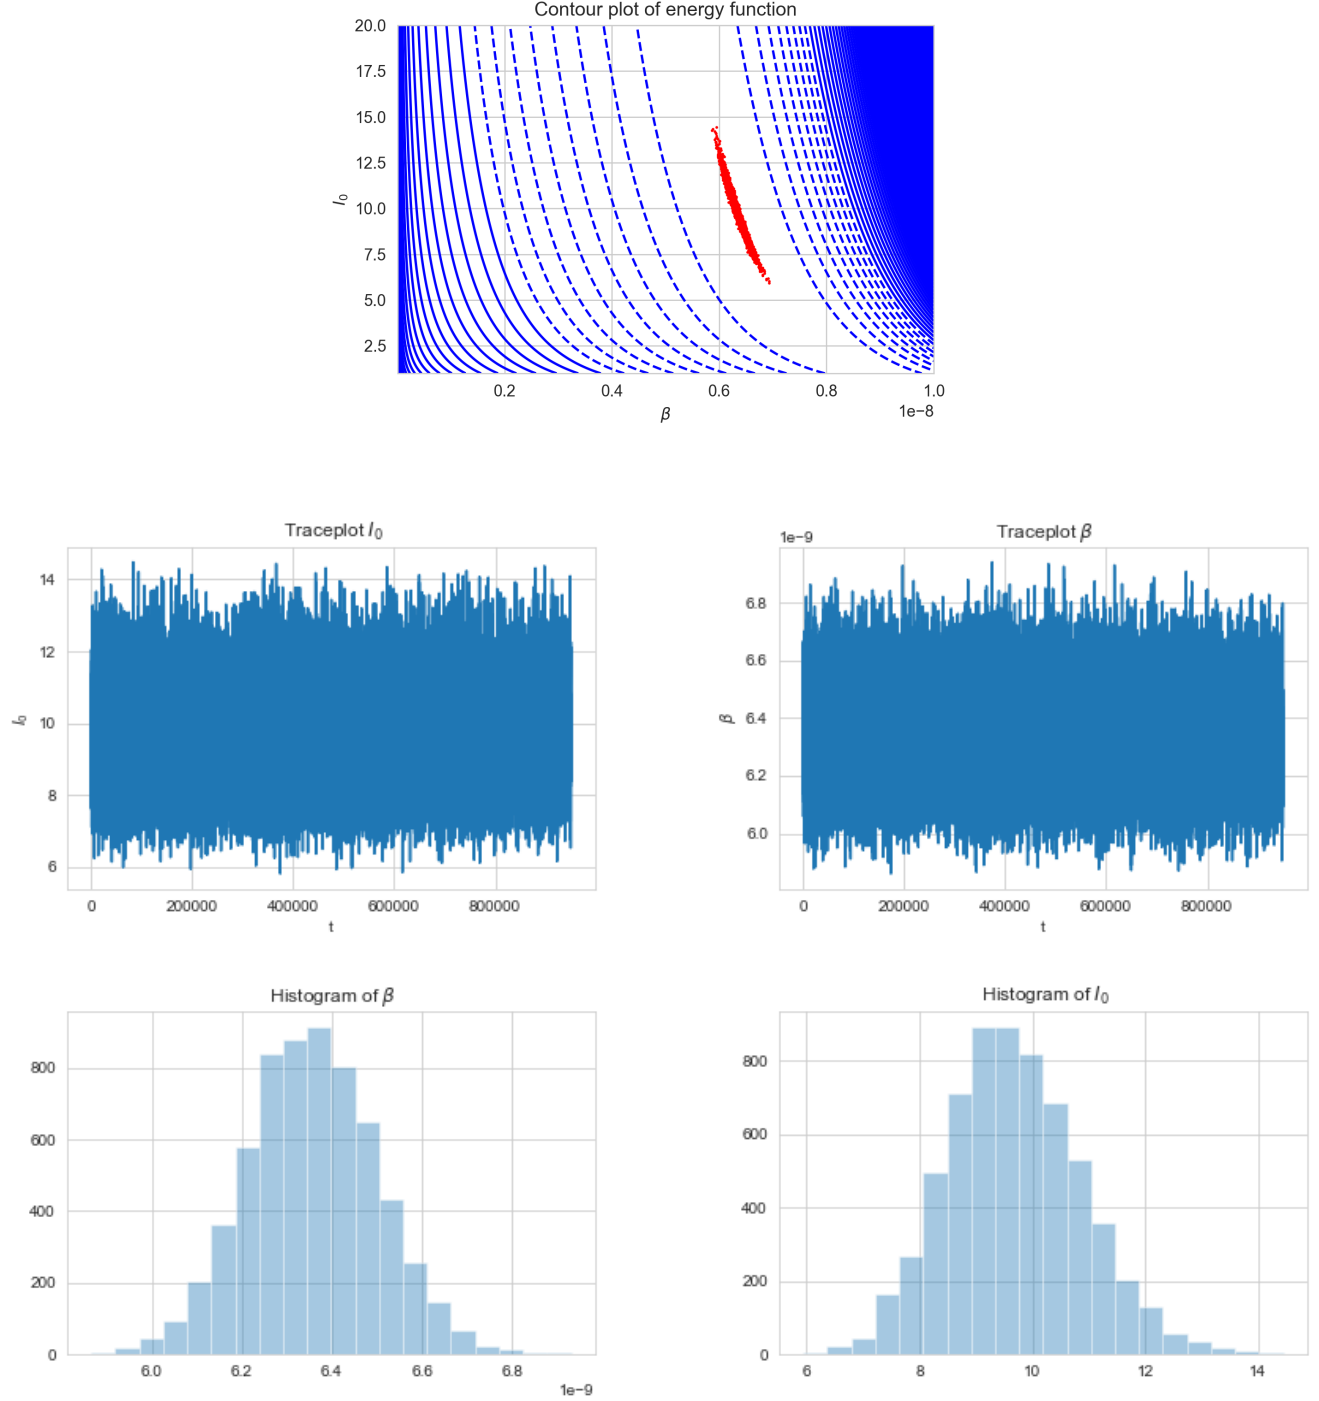 Contour plot of energy function
20.0
17.5
15.0
12.5
10.0
7.5
5.0
2.5
I₀
0.2 0.4 0.6 0.8 1.0
1e−8
β
Traceplot I₀
14
12
10
8
6
I₀
0 200000 400000 600000 800000
t
1e−9
Traceplot β
6.8
6.6
6.4
6.2
6.0
β
0 200000 400000 600000 800000
t
Histogram of β
800
600
400
200
0
6.0 6.2 6.4 6.6 6.8
1e−9
Histogram of I₀
800
600
400
200
0
6 8 10 12 14